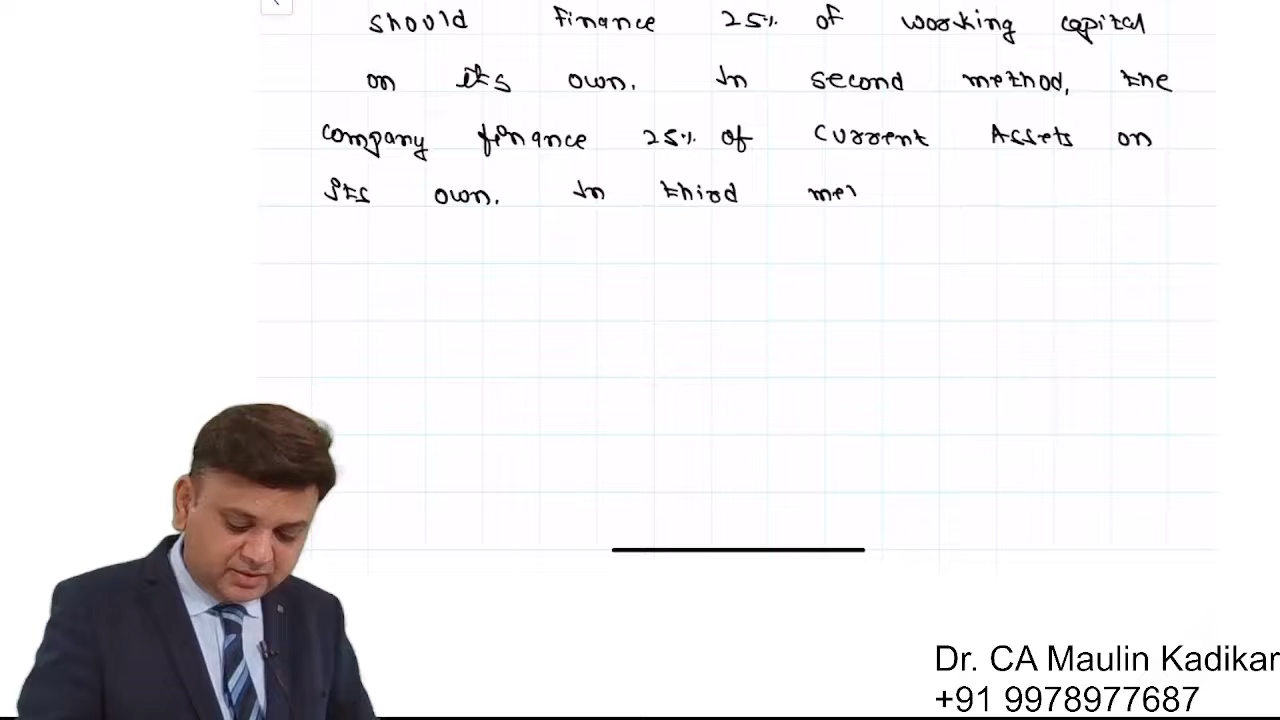 should finance 25% of working capital
on its own. In second method, the
company finance 25% of Current Assets on
its own. In third met
Dr. CA Maulin Kadikar
+91 9978977687